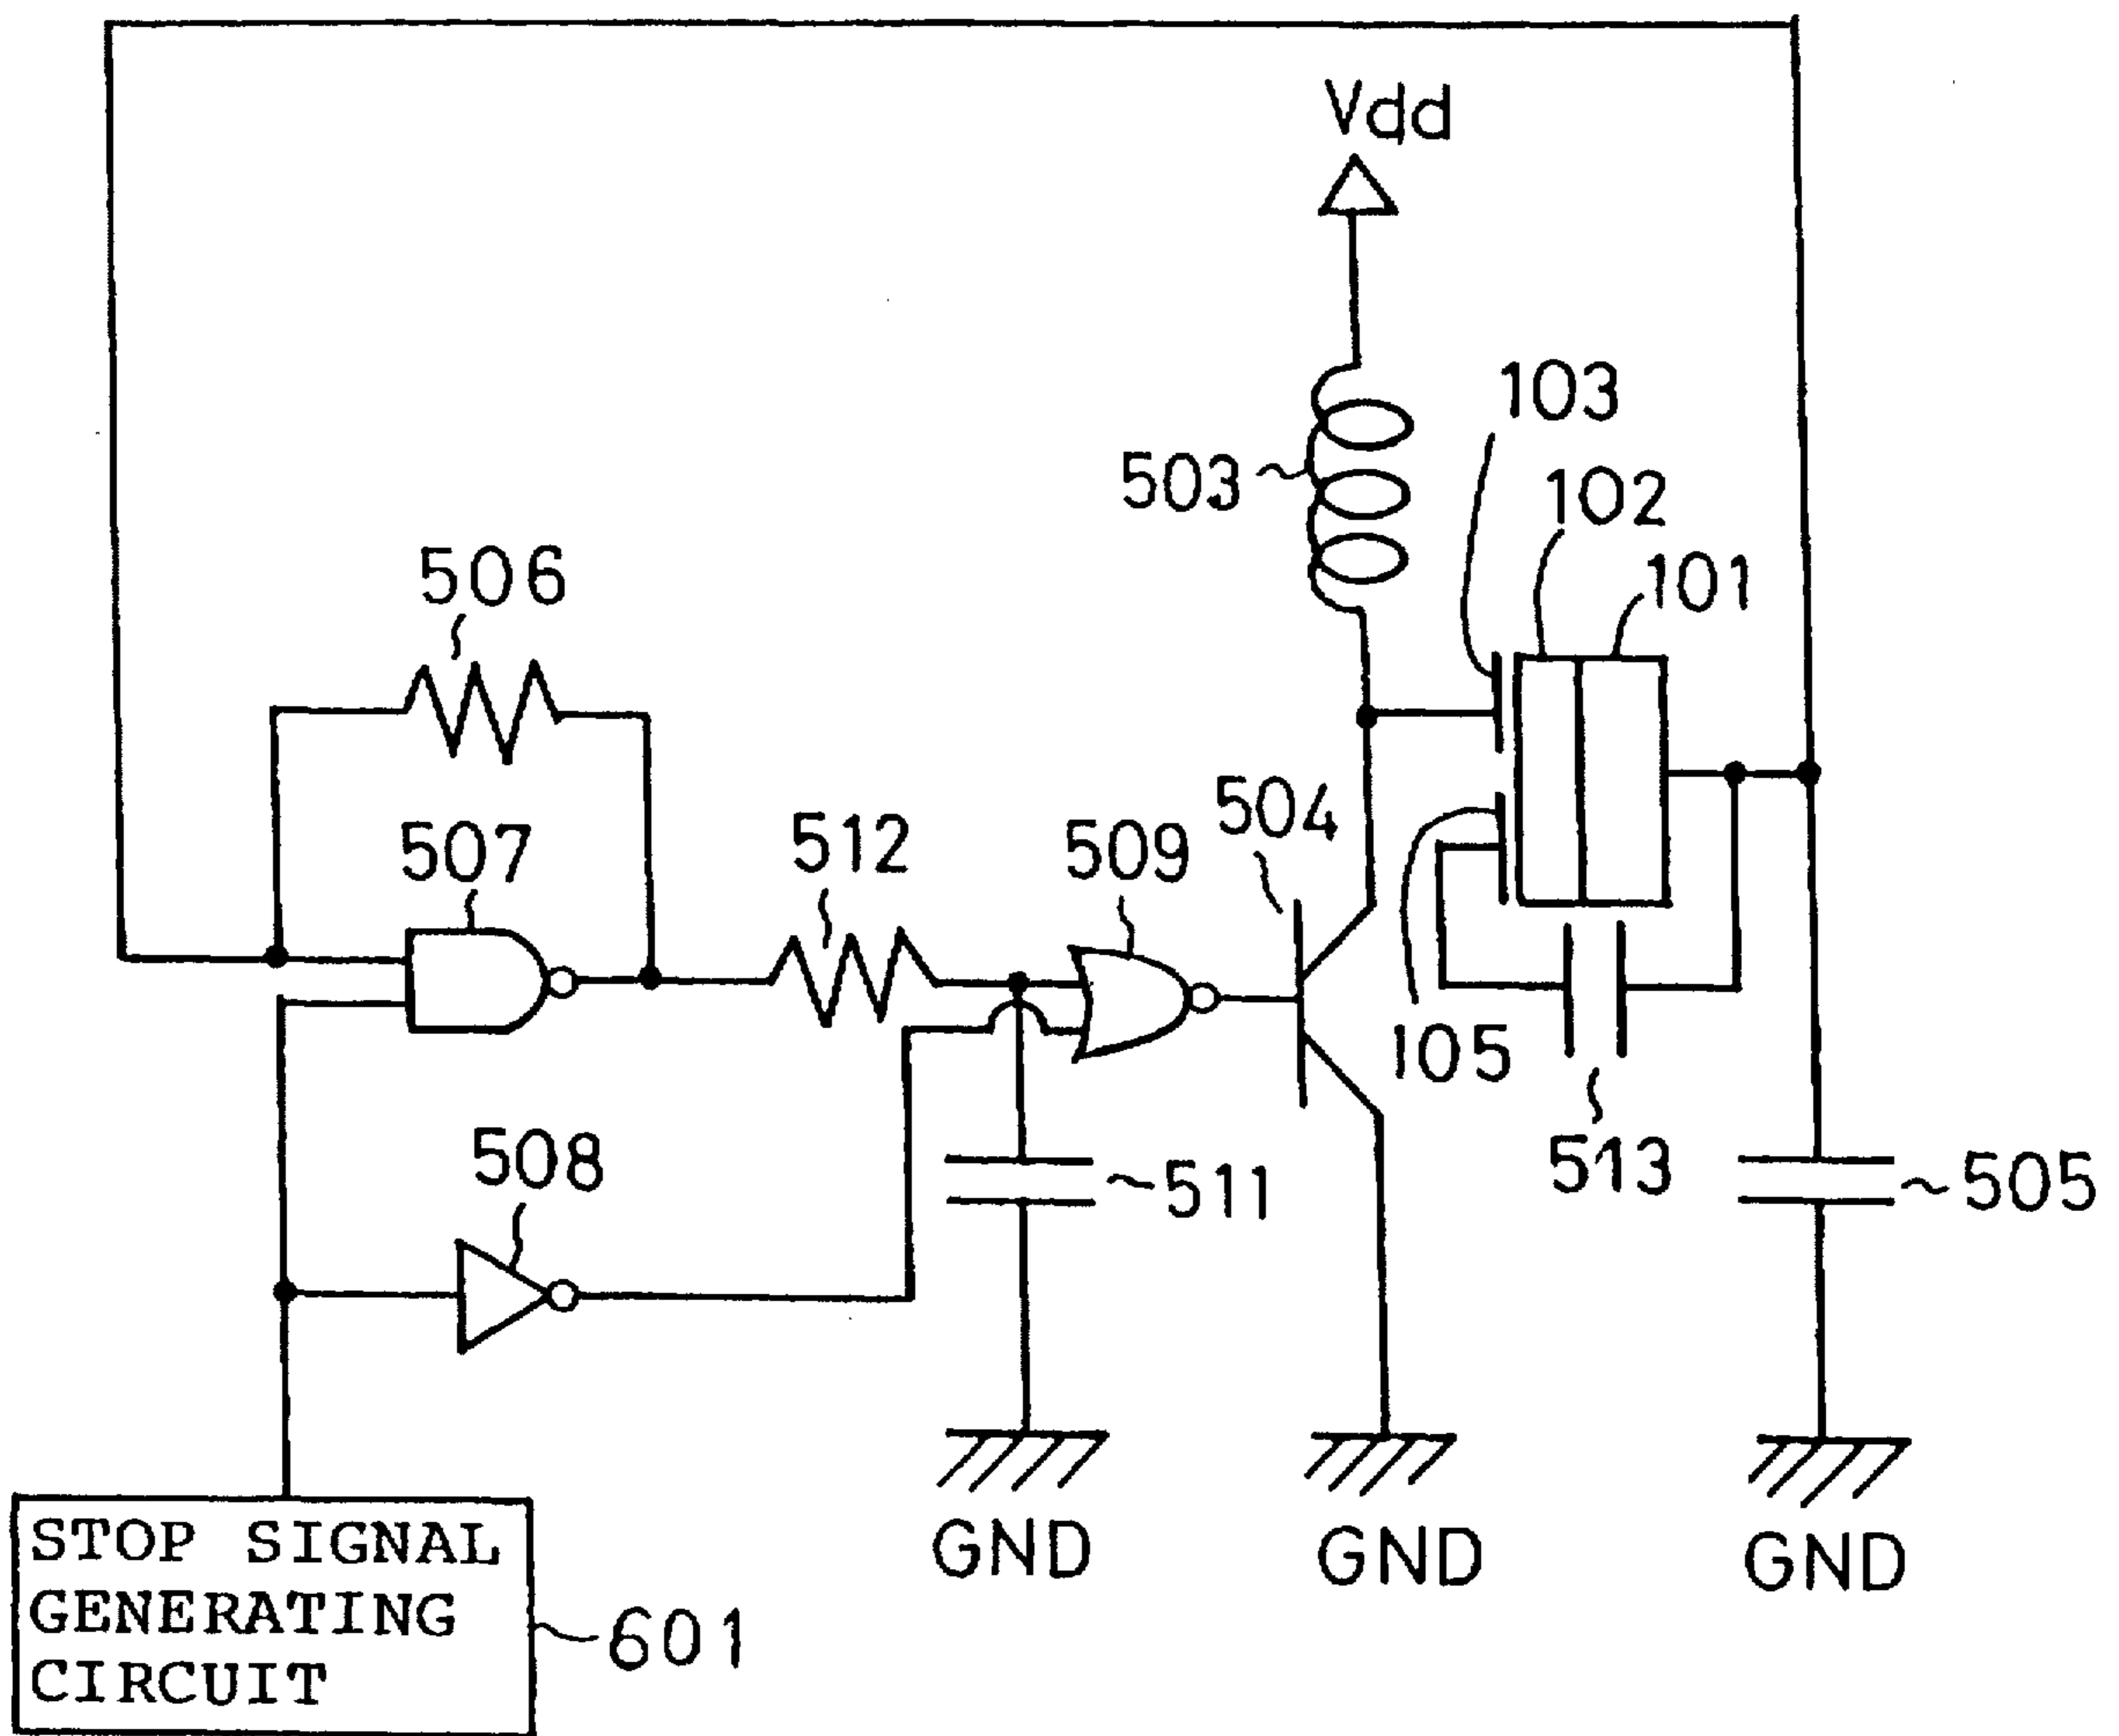 Vdd
103
102
503
101
506
504
507
512
509
105
508
513
511
505
STOP SIGNAL
GENERATING
CIRCUIT
GND
GND
GND
601